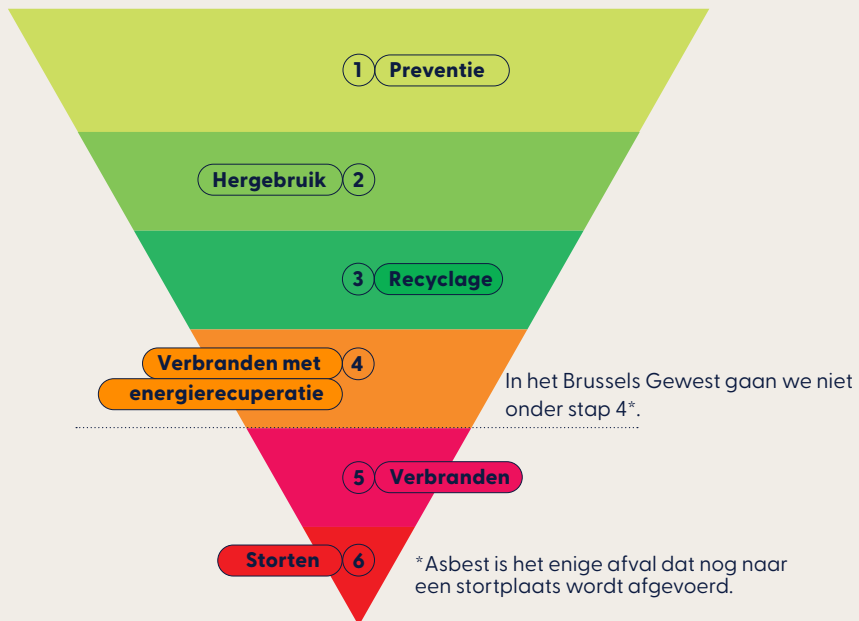 1 Preventie
Hergebruik 2
3 Recyclage
Verbranden met 4
energierecuperatie
In het Brussels Gewest gaan we niet
onder stap 4*.
5 Verbranden
Storten 6
*Asbest is het enige afval dat nog naar
een stortplaats wordt afgevoerd.